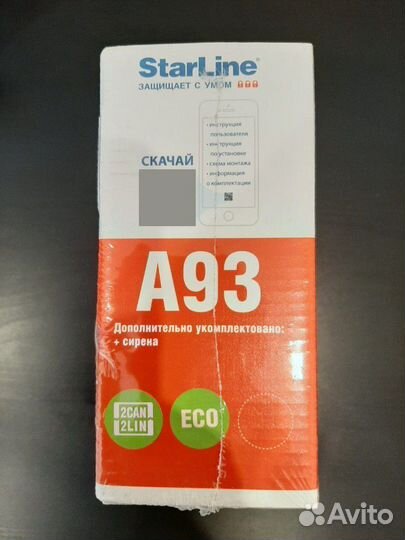 StarLine®
ЗАЩИЩАЕТ С УМОМ
СКАЧАЙ
• инструкция
пользователя
• инструкция
по установке
• схема монтажа
• информация
о комплектации
A93
Дополнительно укомплектовано:
+ сирена
2CAN
2LIN
ECO
Avito